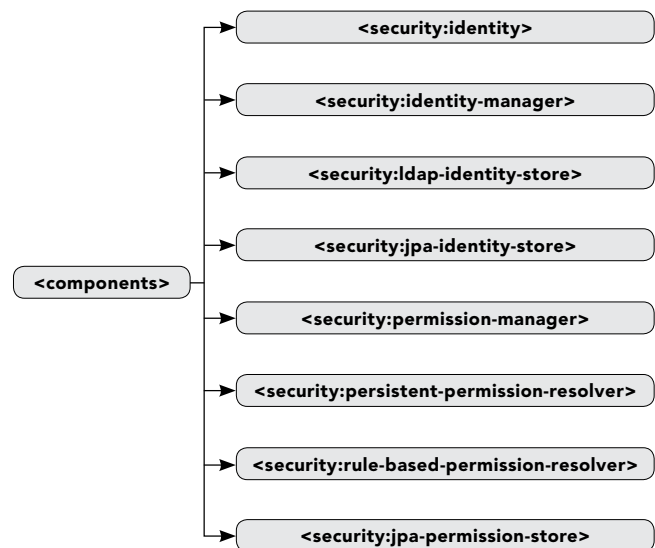 <security:identity>
<security:identity-manager>
<security:ldap-identity-store>
<security:jpa-identity-store>
<components>
<security:permission-manager>
<security:persistent-permission-resolver>
<security:rule-based-permission-resolver>
<security:jpa-permission-store>